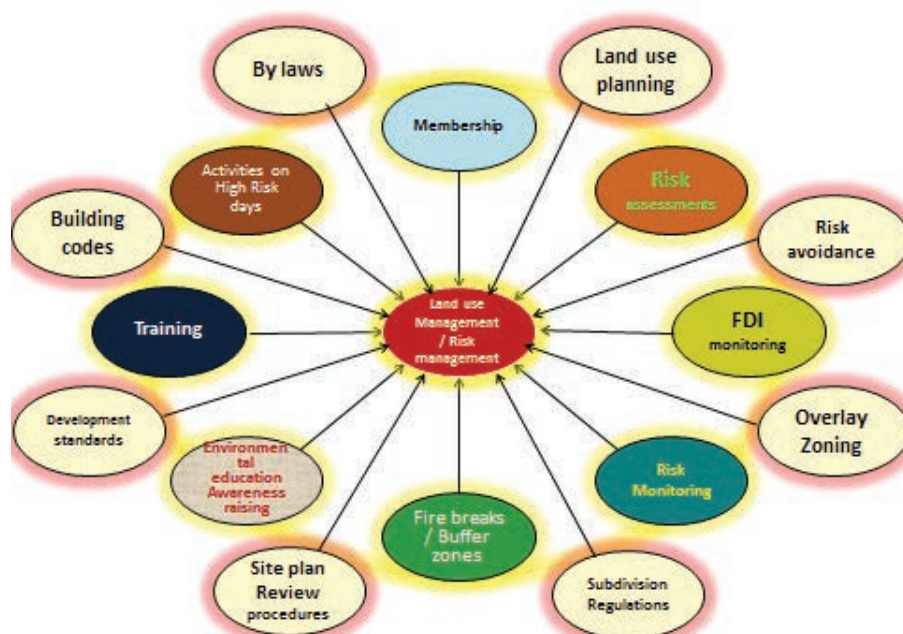 By laws
Land use
planning
Membership
Activities on
High Risk
days
Risk
assessments
Building
codes
Risk
avoidance
Land use
Management
/ Risk
management
Training
FDI
monitoring
Development
standards
Overlay
Zoning
Environmen
tal
education
Awareness
raising
Risk
Monitoring
Fire breaks
/ Buffer
zones
Site plan
Review
procedures
Subdivision
Regulations